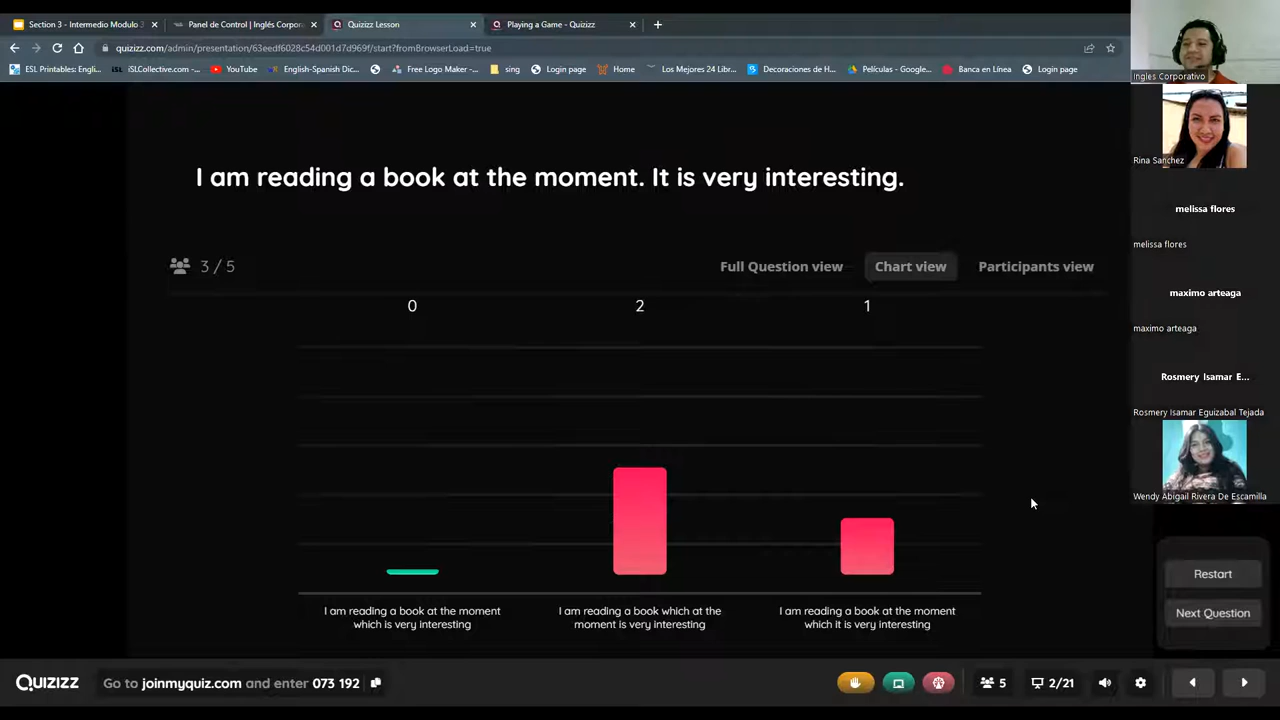 Section 3 - Intermedio Modulo 3
Panel de Control | Inglés Corpor
Quizizz Lesson
Playing a Game - Quizizz
quizizz.com/admin/presentation/63eedf6028c54d001d7d969f/start?fromBrowserLoad=true
ESL Printables: Engli...
iSLCollective.com -...
YouTube
English-Spanish Dic...
Free Logo Maker -...
sing
Login page
Home
Los Mejores 24 Libr...
Decoraciones de H...
Películas - Google...
Banca en Línea
Login page
Ingles Corporativo
Rina Sanchez
melissa flores
melissa flores
maximo arteaga
maximo arteaga
Rosmery Isamar E...
Rosmery Isamar Eguizabal Tejada
Wendy Abigail Rivera De Escamilla
I am reading a book at the moment. It is very interesting.
3 / 5
Full Question view
Chart view
Participants view
0
2
1
I am reading a book at the moment
which is very interesting
I am reading a book which at the
moment is very interesting
I am reading a book at the moment
which it is very interesting
Restart
Next Question
QUIZIZZ
Go to joinmyquiz.com and enter 073 192
5
2/21